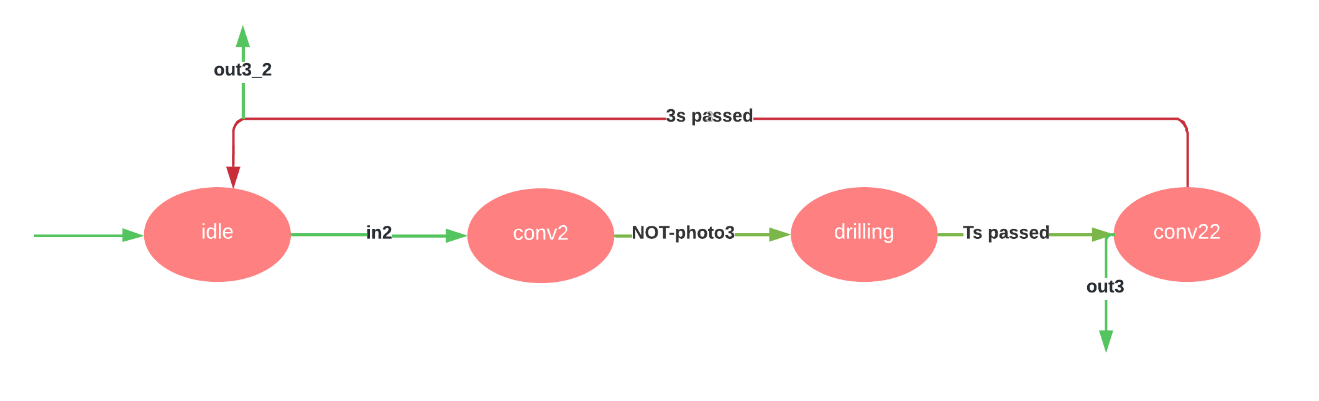 out3_2
3s passed
idle
in2
conv2
NOT-photo3
drilling
Ts passed
conv22
out3